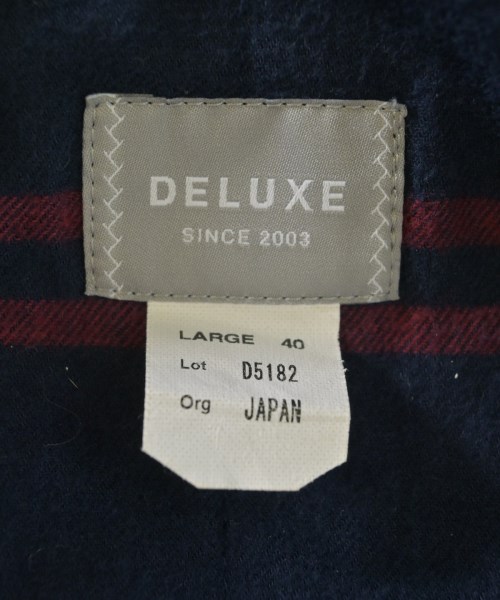 DELUXE
SINCE 2003
LARGE 40
Lot D5182
Org JAPAN